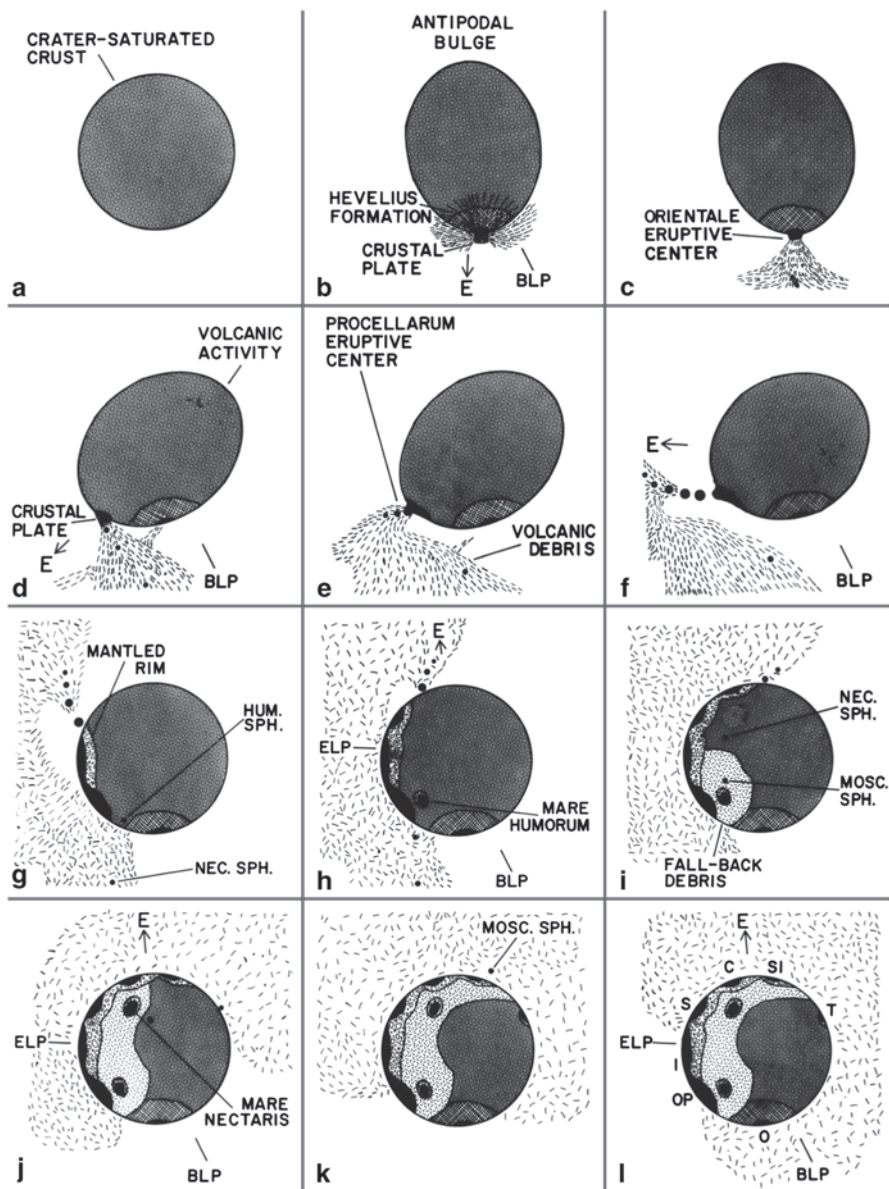 CRATER-SATURATED
CRUST
a
ANTIPODAL
BULGE
HEVELIUS
FORMATION
CRUSTAL
PLATE
E
BLP
b
ORIENTALE
ERUPTIVE
CENTER
c
VOLCANIC
ACTIVITY
CRUSTAL
PLATE
E
BLP
d
PROCELLARUM
ERUPTIVE
CENTER
VOLCANIC
DEBRIS
e
E
BLP
f
MANTLED
RIM
HUM.
SPH.
NEC. SPH.
g
E
ELP
MARE
HUMORUM
BLP
h
NEC.
SPH.
MOSC.
SPH.
FALL-BACK
DEBRIS
i
E
ELP
MARE
NECTARIS
BLP
j
MOSC. SPH.
k
E
C SI
S T
ELP
I
OP
O
BLP
l